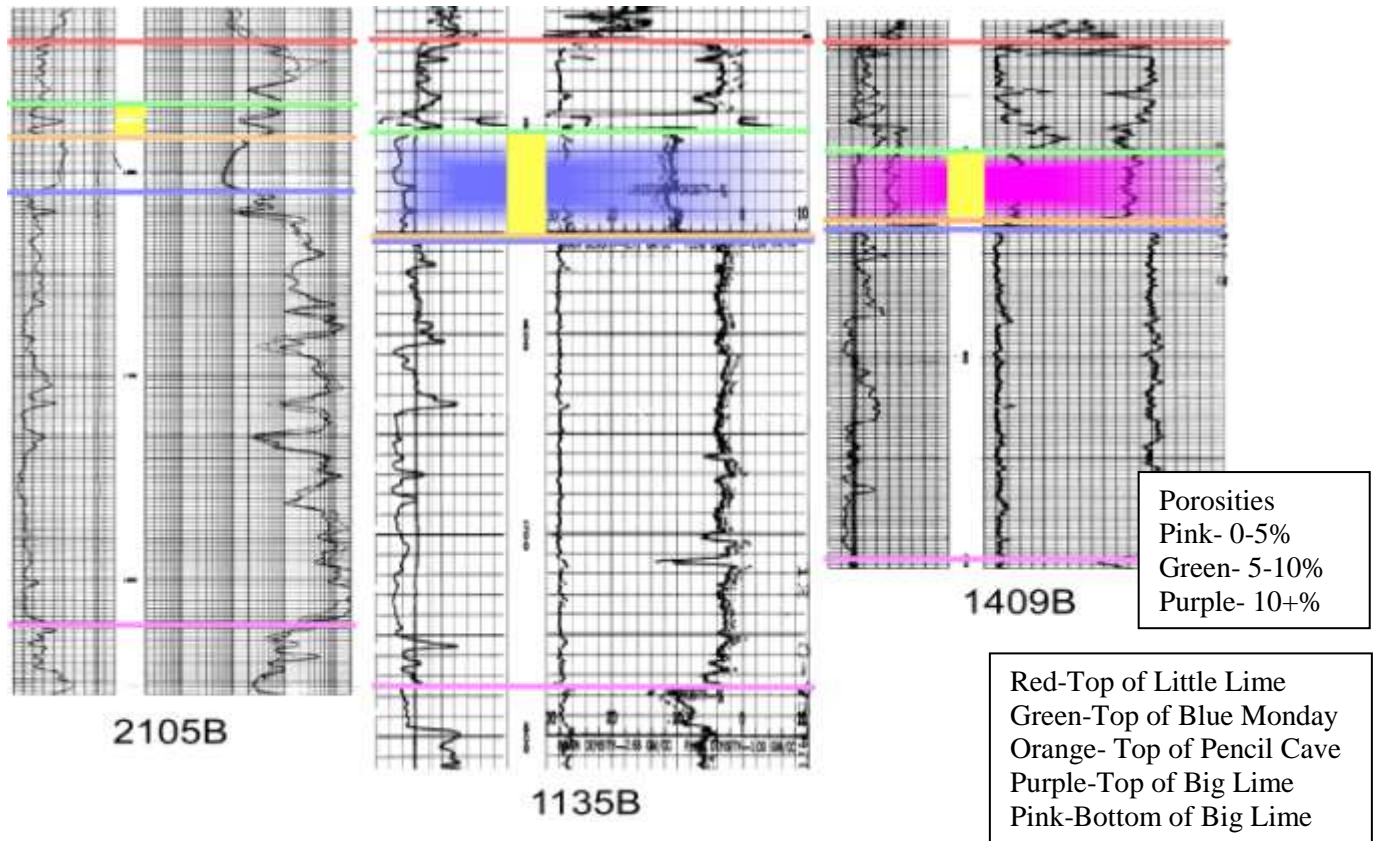 2105B
1135B
1409B
Porosities
Pink- 0-5%
Green- 5-10%
Purple- 10+%
Red-Top of Little Lime
Green-Top of Blue Monday
Orange- Top of Pencil Cave
Purple-Top of Big Lime
Pink-Bottom of Big Lime